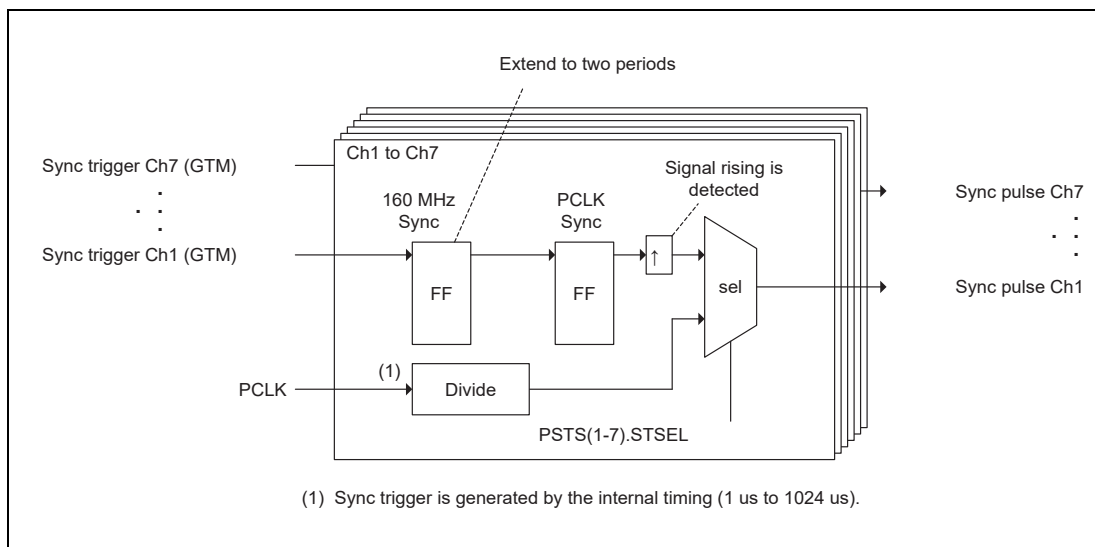 Extend to two periods
Sync trigger Ch7 (GTM)
Ch1 to Ch7
Signal rising is
detected
Sync pulse Ch7
160 MHz
Sync
PCLK
Sync
Sync trigger Ch1 (GTM)
FF
FF
↑
sel
Sync pulse Ch1
PCLK
(1)
Divide
PSTS(1-7).STSEL
(1) Sync trigger is generated by the internal timing (1 us to 1024 us).